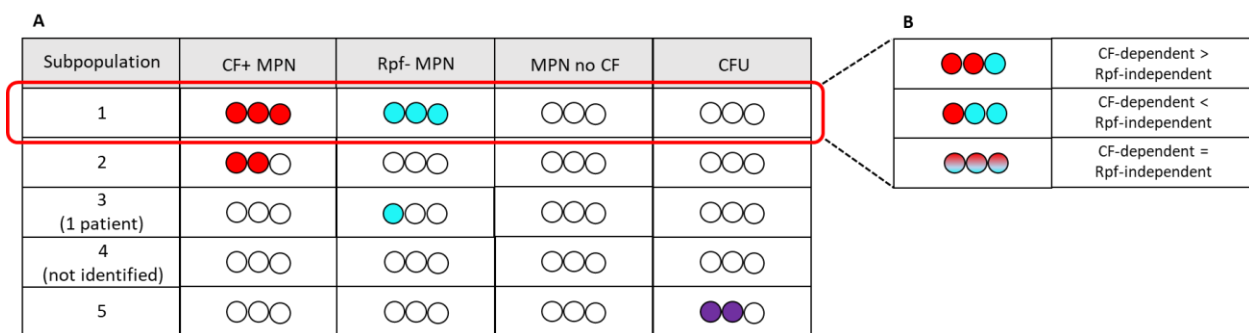 A
Subpopulation CF+ MPN Rpf- MPN MPN no CF CFU
1
2
3
(1 patient)
4
(not identified)
5
B
CF-dependent >
Rpf-independent
CF-dependent <
Rpf-independent
CF-dependent =
Rpf-independent